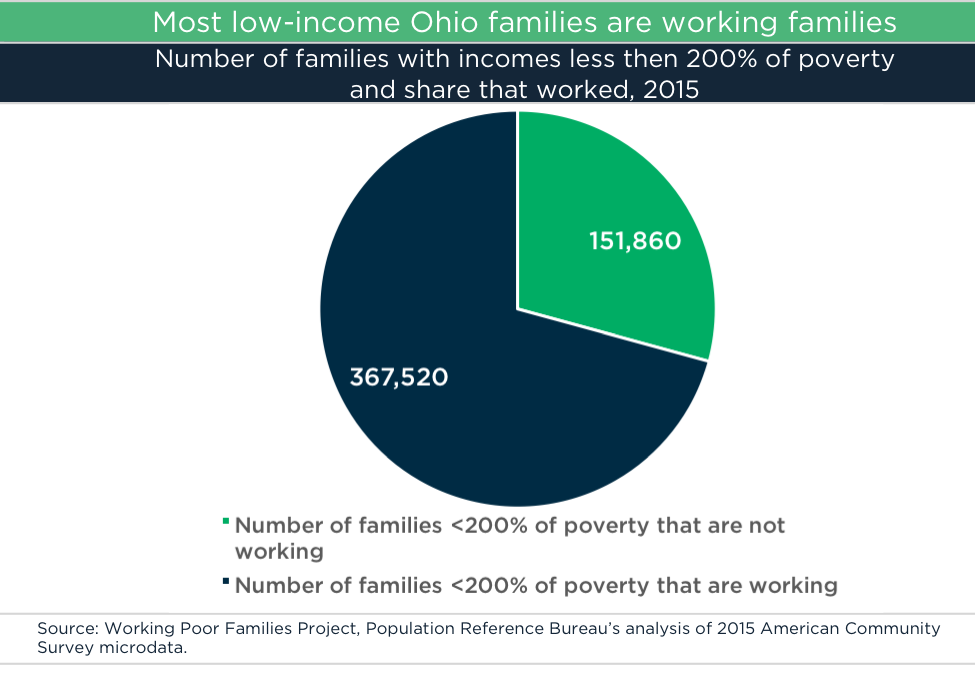 Most low-income Ohio families are working families
Number of families with incomes less then 200% of poverty
and share that worked, 2015
151,860
367,520
Number of families <200% of poverty that are not
working
Number of families <200% of poverty that are working
Source: Working Poor Families Project, Population Reference Bureau’s analysis of 2015 American Community
Survey microdata.